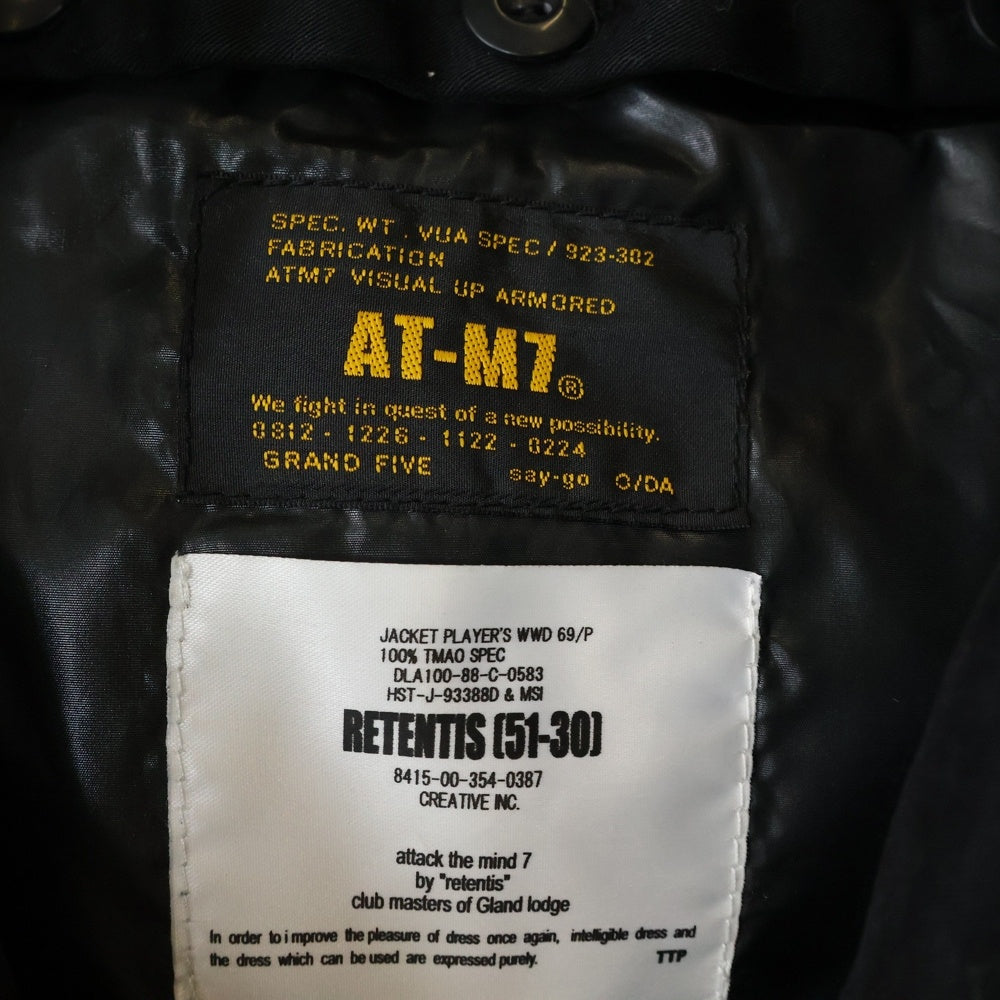 SPEC. WT . VUA SPEC / 923-302
FABRICATION
ATM7 VISUAL UP ARMORED
AT-M7®
We fight in quest of a new possibility.
0812 - 1226 - 1122 - 0224
GRAND FIVE say-go O/DA
JACKET PLAYER'S WWD 69/P
100% TMAO SPEC
DLA100-88-C-0583
HST-J-93388D & MSI
RETENTIS (51-30)
8415-00-354-0387
CREATIVE INC.
attack the mind 7
by "retentis"
club masters of Gland lodge
In order to i mprove the pleasure of dress once again, intelligible dress and
the dress which can be used are expressed purely. TTP